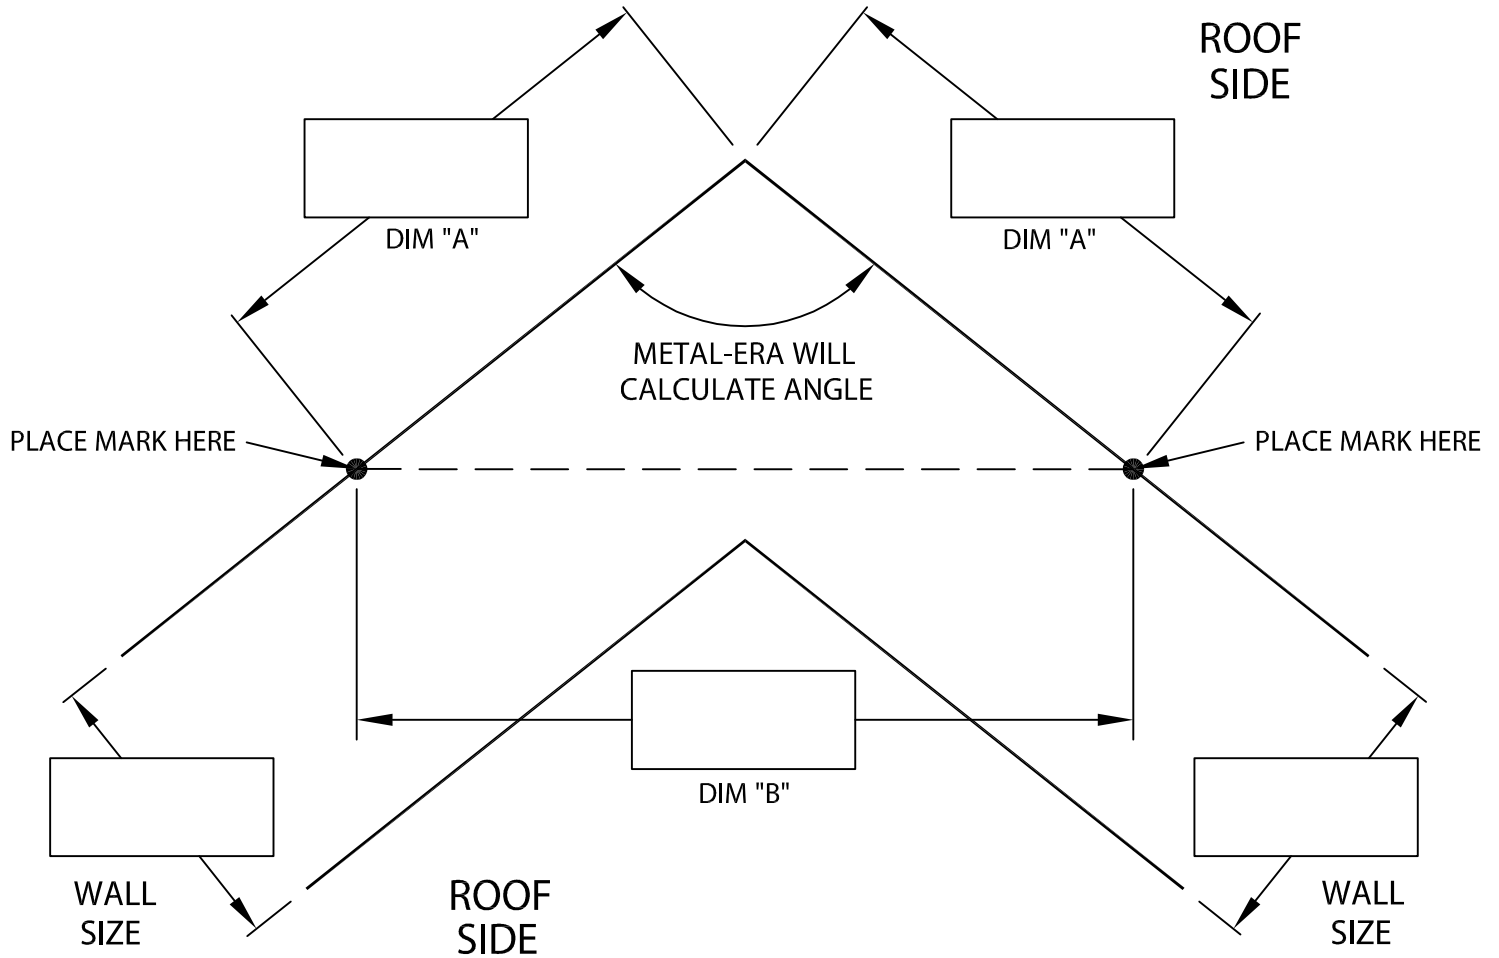 ROOF
SIDE
DIM "A"
DIM "A"
METAL-ERA WILL
CALCULATE ANGLE
PLACE MARK HERE
PLACE MARK HERE
DIM "B"
WALL
SIZE
ROOF
SIDE
WALL
SIZE